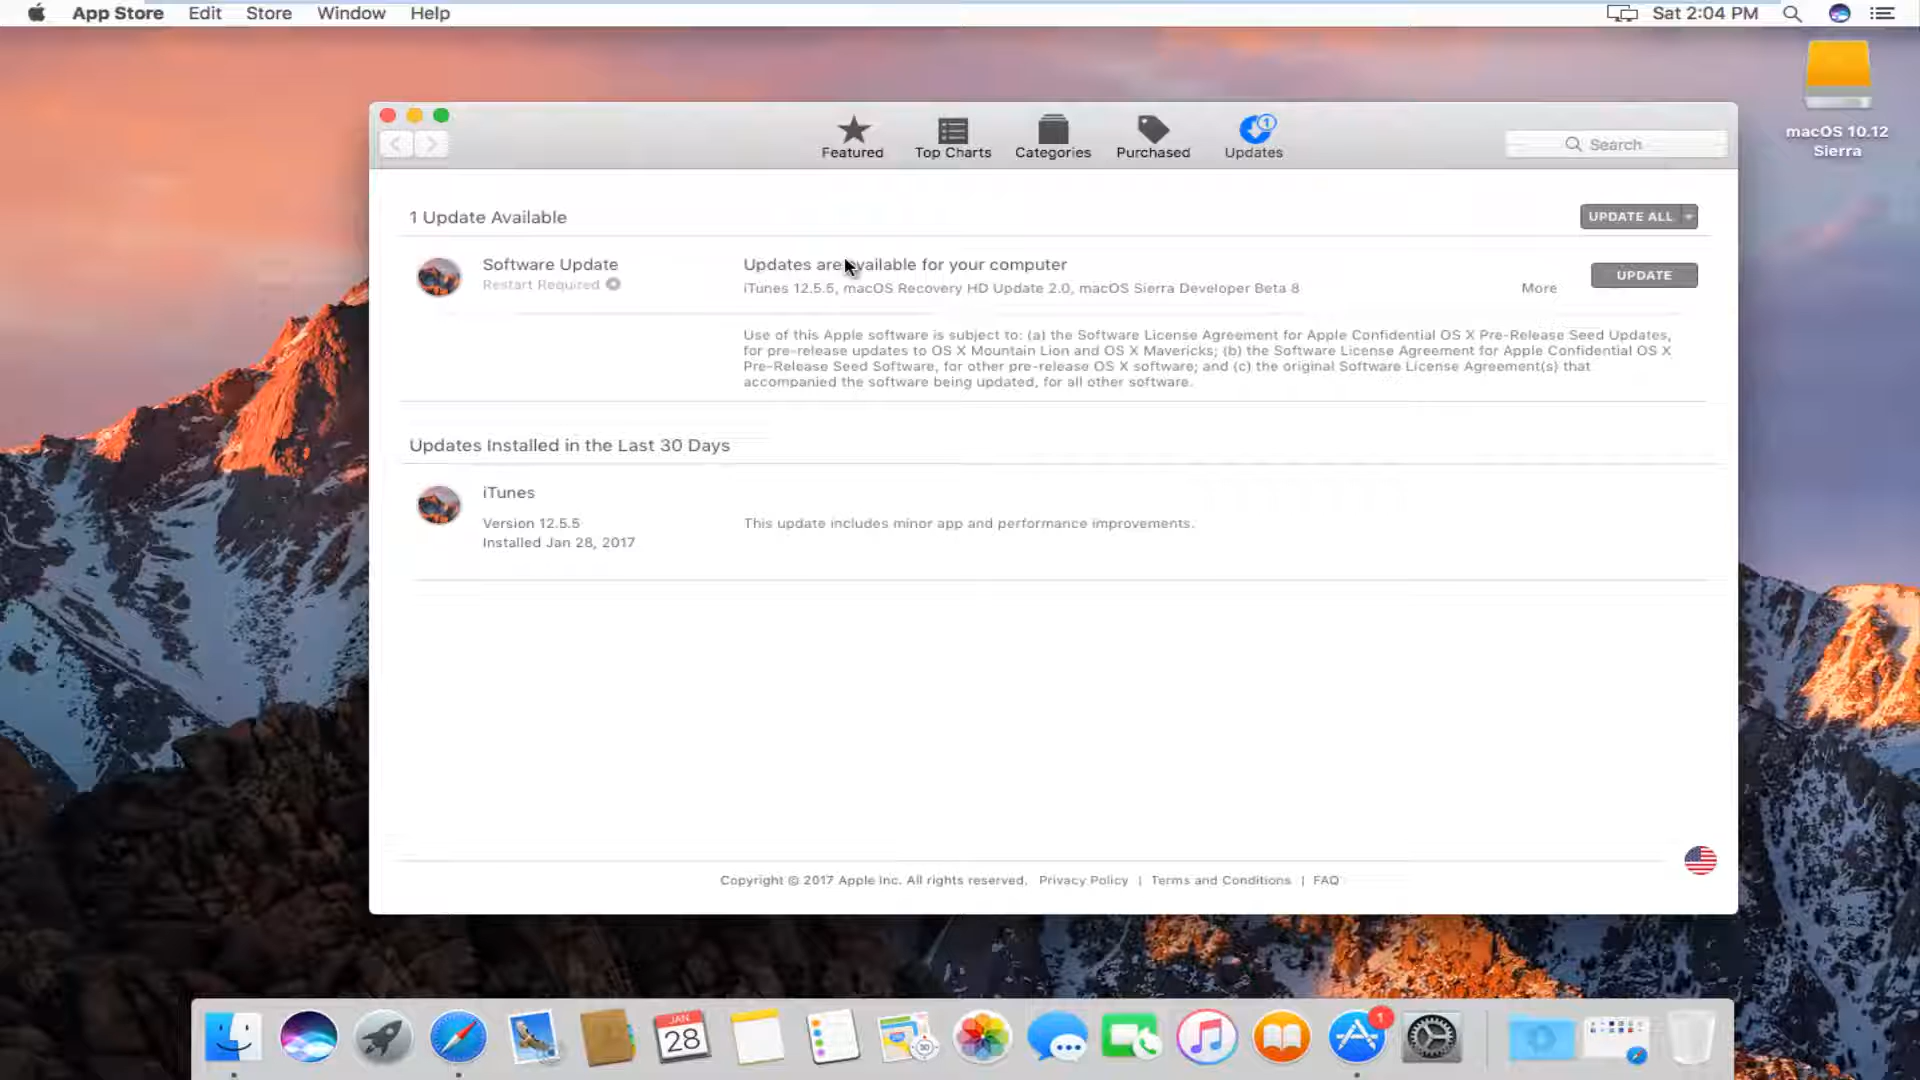 App Store Edit Store Window Help
Sat 2:04 PM
macOS 10.12
Sierra
Featured
Top Charts
Categories
Purchased
1
Updates
Search
1 Update Available
UPDATE ALL
Software Update
Restart Required
Updates are available for your computer
iTunes 12.5.5, macOS Recovery HD Update 2.0, macOS Sierra Developer Beta 8
More
UPDATE
Use of this Apple software is subject to: (a) the Software License Agreement for Apple Confidential OS X Pre-Release Seed Updates,
for pre-release updates to OS X Mountain Lion and OS X Mavericks; (b) the Software License Agreement for Apple Confidential OS X
Pre-Release Seed Software, for other pre-release OS X software; and (c) the original Software License Agreement(s) that
accompanied the software being updated, for all other software.
Updates Installed in the Last 30 Days
iTunes
Version 12.5.5
Installed Jan 28, 2017
This update includes minor app and performance improvements.
Copyright © 2017 Apple Inc. All rights reserved. Privacy Policy | Terms and Conditions | FAQ
JAN
28
1